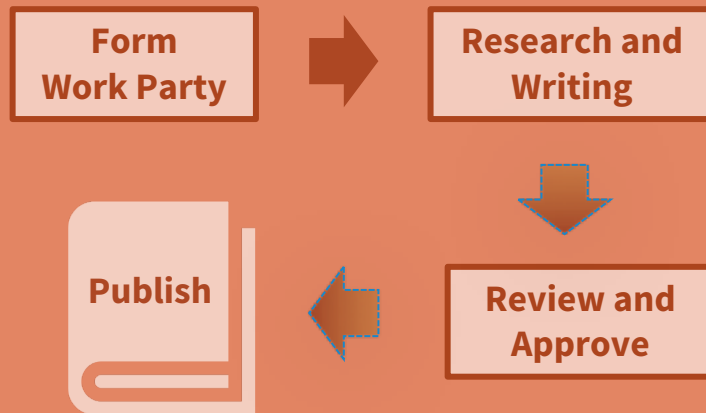 Form
Work Party
Research and
Writing
Review and
Approve
Publish